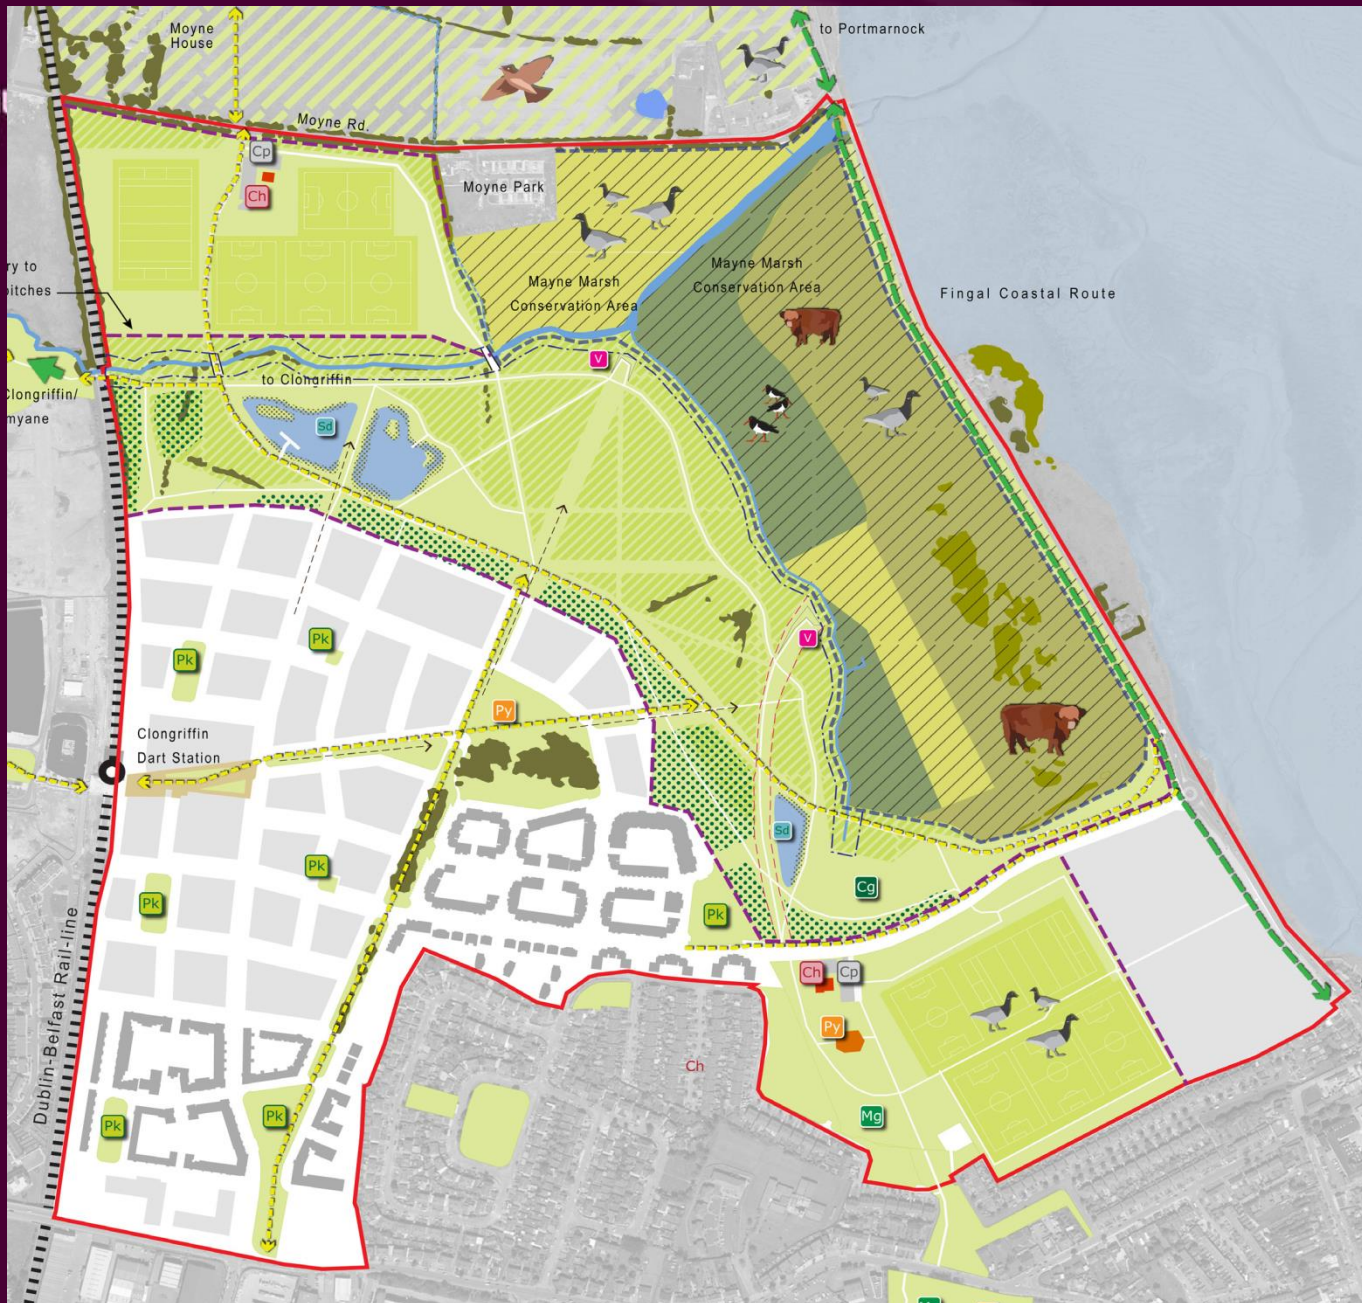 Moyne
House
to Portmarnock
Moyne Rd.
Cp
Ch
Moyne Park
Mayne Marsh
Conservation Area
Mayne Marsh
Conservation Area
Fingal Coastal Route
ry to
pitches
V
to Clongriffin
Clongriffin/
myane
Sd
Pk
Pk
V
Py
Clongriffin
Dart Station
Sd
Pk
Cg
Pk
Pk
Dublin-Belfast Rail-line
Ch
Cp
Py
Ch
Pk
Pk
Mg